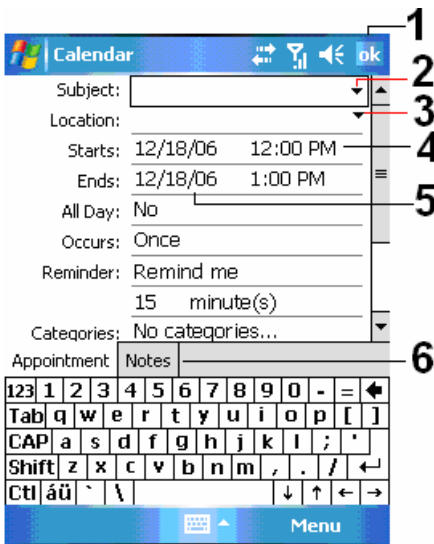 1
Calendar ok
2
Subject:
Location:
3
Starts: 12/18/06 12:00 PM
4
Ends: 12/18/06 1:00 PM
5
All Day: No
Occurs: Once
Reminder: Remind me
15 minute(s)
Categories: No categories...
Appointment Notes
6
123 1 2 3 4 5 6 7 8 9 0 - =
Tab q w e r t y u i o p [ ]
CAP a s d f g h j k l ; '
Shift z x c v b n m , . /
Ctl áü ` \
Menu